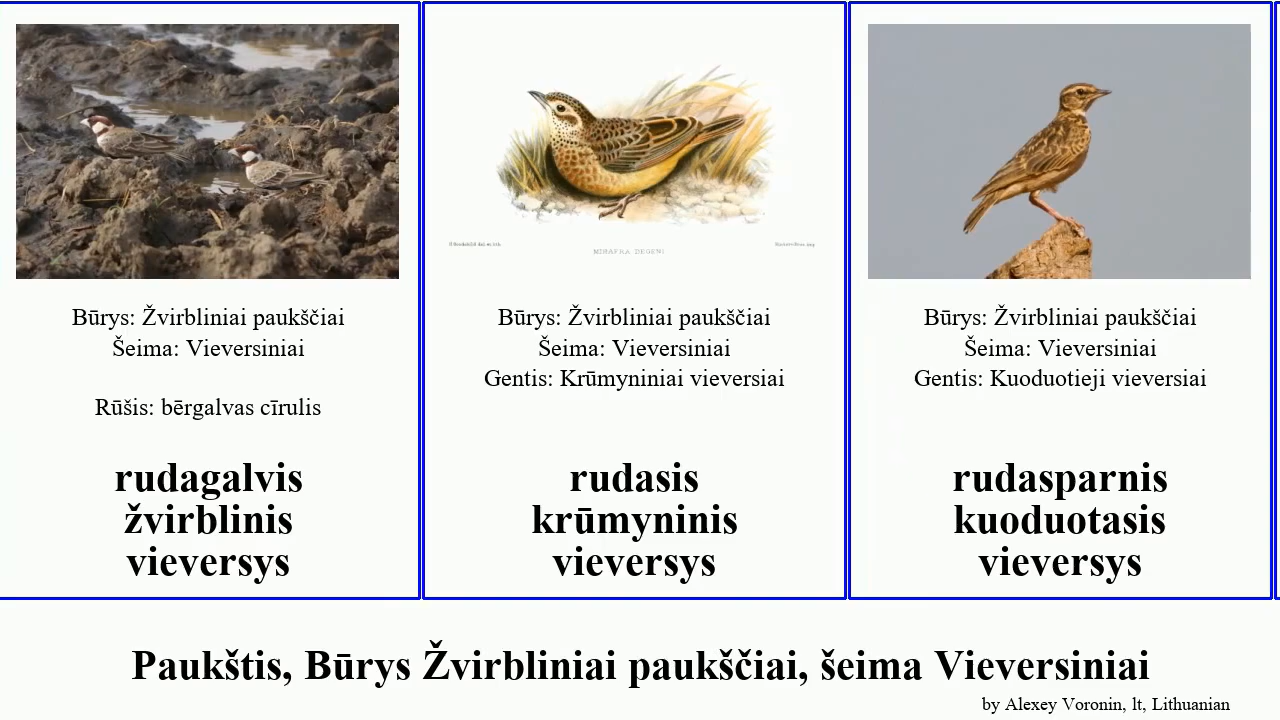 MIRAFRA DEGENI
Būrys: Žvirbliniai paukščiai
Šeima: Vieversiniai
Rūšis: bērgalvas cīrulis
rudagalvis
žvirblinis
vieversys
Būrys: Žvirbliniai paukščiai
Šeima: Vieversiniai
Gentis: Krūmyniniai vieversiai
rudasis
krūmyninis
vieversys
Būrys: Žvirbliniai paukščiai
Šeima: Vieversiniai
Gentis: Kuoduotieji vieversiai
rudasparnis
kuoduotasis
vieversys
Paukštis, Būrys Žvirbliniai paukščiai, šeima Vieversiniai
by Alexey Voronin, lt, Lithuanian